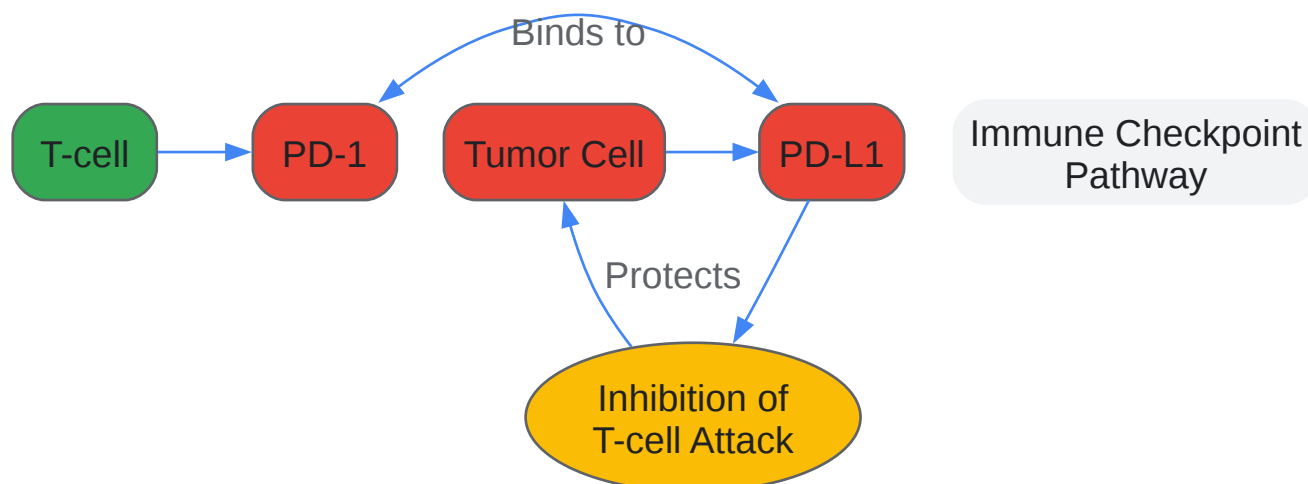 Binds to
T-cell
PD-1
Tumor Cell
PD-L1
Immune Checkpoint
Pathway
Protects
Inhibition of
T-cell Attack